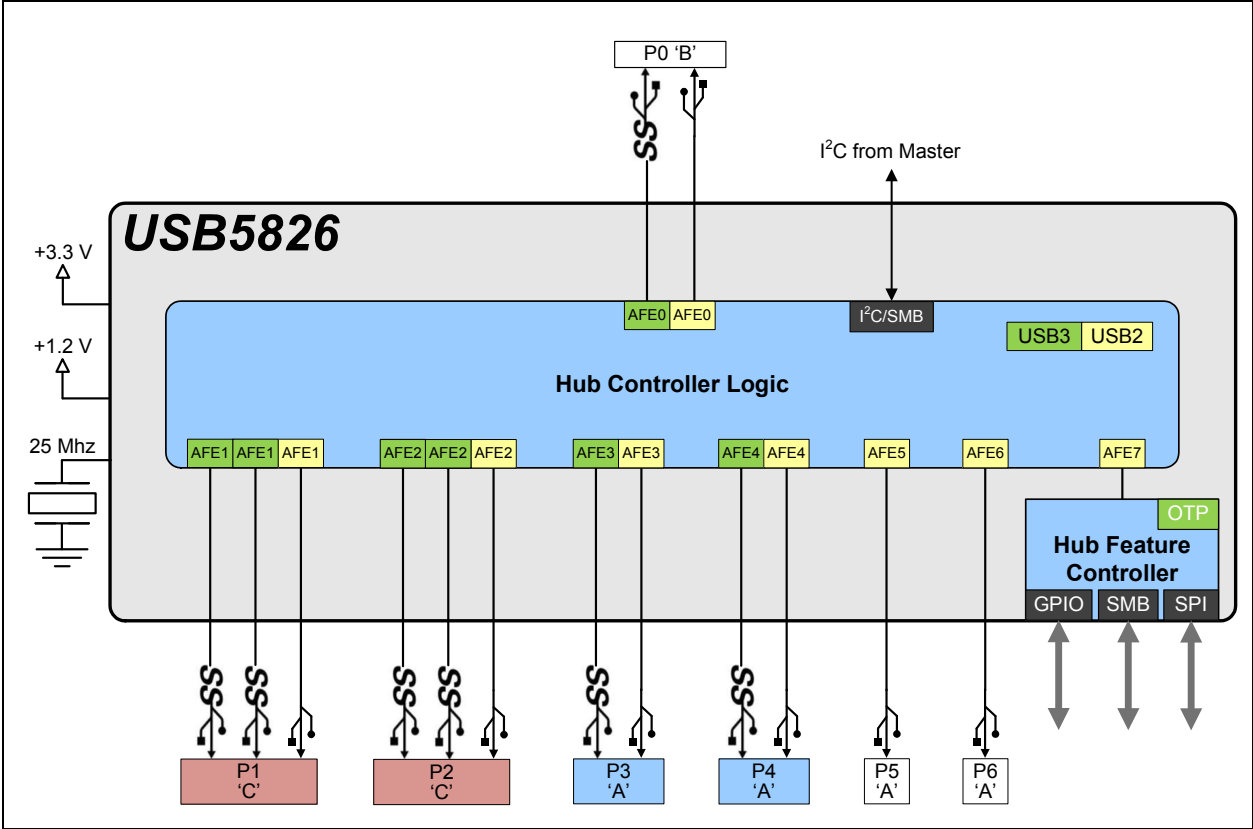 P0 ‘B’
SS
I²C from Master
USB5826
+3.3 V
+1.2 V
25 Mhz
AFE0 AFE0
I²C/SMB
USB3 USB2
Hub Controller Logic
AFE1 AFE1 AFE1
AFE2 AFE2 AFE2
AFE3 AFE3
AFE4 AFE4
AFE5
AFE6
AFE7
OTP
Hub Feature
Controller
GPIO SMB SPI
SS SS SS SS SS SS
P1
‘C’
P2
‘C’
P3
‘A’
P4
‘A’
P5
‘A’
P6
‘A’